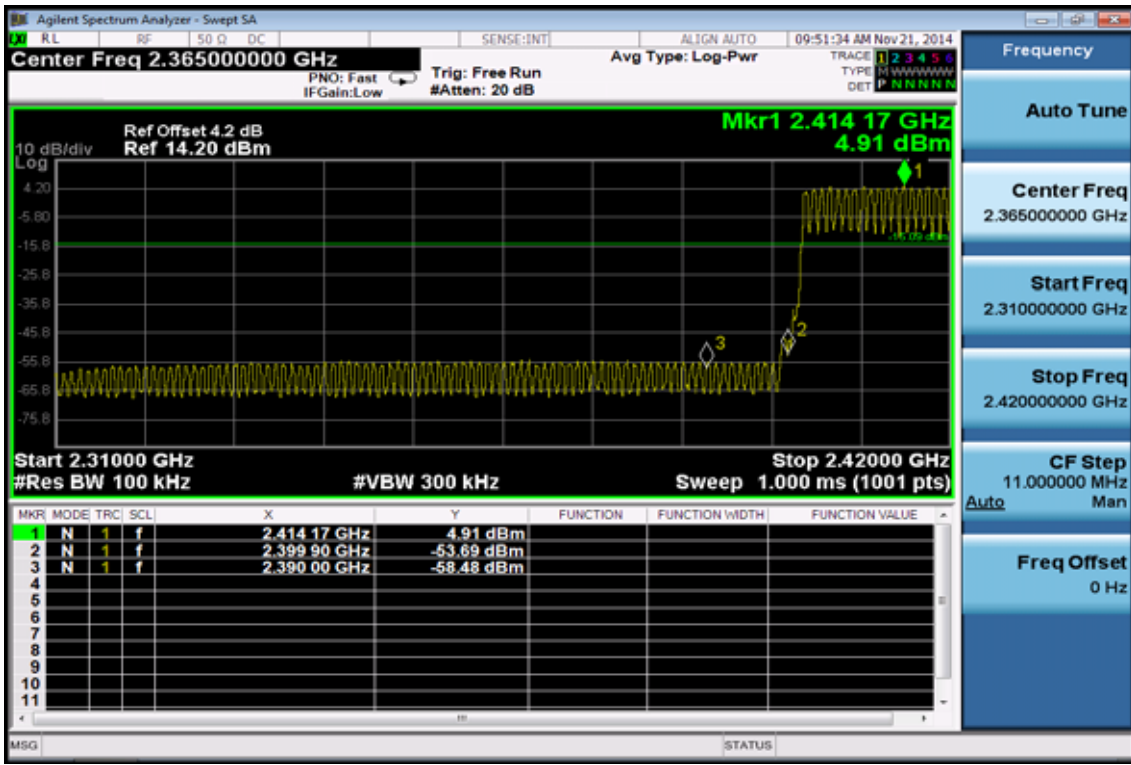 Agilent Spectrum Analyzer - Swept SA
LXI RL RF 50 Ω DC SENSE:INT ALIGN AUTO 09:51:34 AM Nov 21, 2014
Center Freq 2.365000000 GHz
PNO: Fast
IFGain:Low
Trig: Free Run
#Atten: 20 dB
Avg Type: Log-Pwr
TRACE 1 2 3 4 5 6
TYPE M WWWWW
DET P N N N N N
Ref Offset 4.2 dB
10 dB/div Ref 14.20 dBm
Log
Mkr1 2.414 17 GHz
4.91 dBm
1
4.20
-5.80
-15.09 dBm
-15.8
-25.8
-35.8
-45.8
2
3
-55.8
-65.8
-75.8
Start 2.31000 GHz Stop 2.42000 GHz
#Res BW 100 kHz #VBW 300 kHz Sweep 1.000 ms (1001 pts)
MKR MODE TRC SCL X Y FUNCTION FUNCTION WIDTH FUNCTION VALUE
1 N 1 f 2.414 17 GHz 4.91 dBm
2 N 1 f 2.399 90 GHz -53.69 dBm
3 N 1 f 2.390 00 GHz -58.48 dBm
4
5
6
7
8
9
10
11
MSG STATUS
Frequency
Auto Tune
Center Freq
2.365000000 GHz
Start Freq
2.310000000 GHz
Stop Freq
2.420000000 GHz
CF Step
11.000000 MHz
Auto Man
Freq Offset
0 Hz